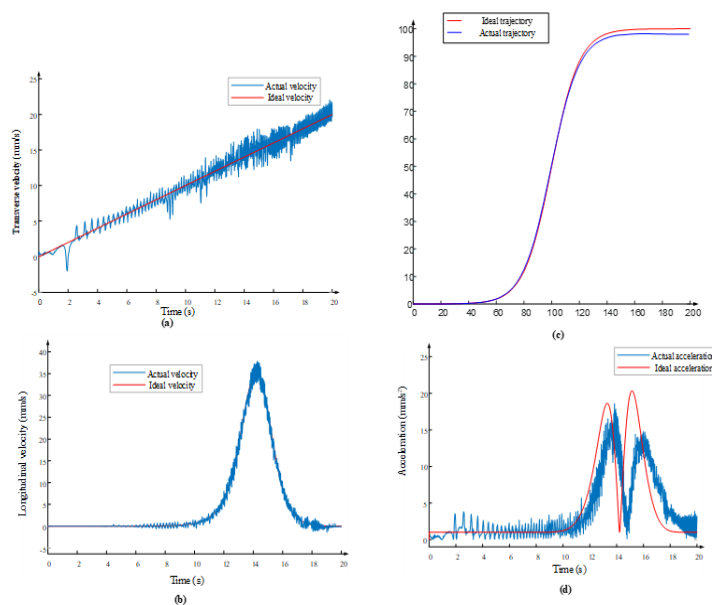 25
20
15
10
5
0
-5
Transverse velocity (mm/s)
Actual velocity
Ideal velocity
0 2 4 6 8 10 12 14 16 18 20
Time (s)
(a)
Ideal trajectory
Actual trajectory
100
90
80
70
60
50
40
30
20
10
0
0 20 40 60 80 100 120 140 160 180 200
(c)
40
35
30
25
20
15
10
5
0
-5
Longitudinal velocity (mm/s)
Actual velocity
Ideal velocity
0 2 4 6 8 10 12 14 16 18 20
Time (s)
(b)
25
20
15
10
5
0
Acceleration (mm/s²)
Actual acceleration
Ideal acceleration
0 2 4 6 8 10 12 14 16 18 20
Time (s)
(d)